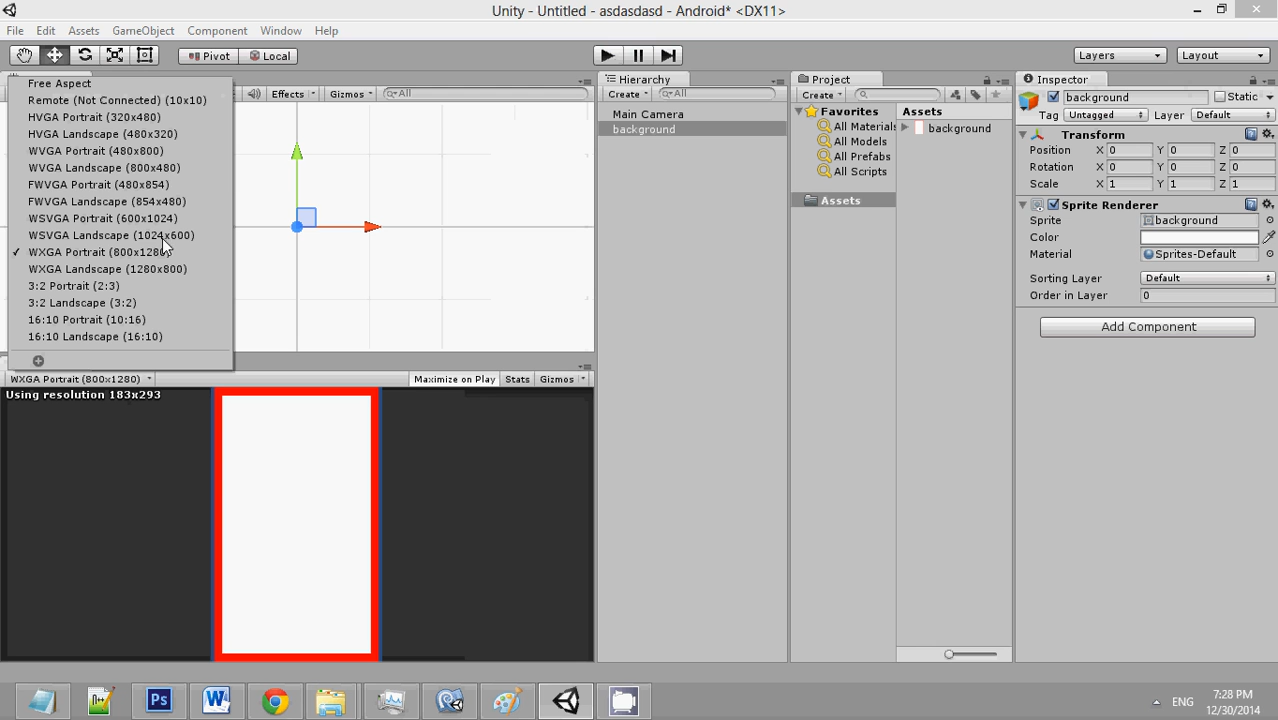 Unity - Untitled - asdasdasd - Android* <DX11>
File Edit Assets GameObject Component Window Help
Pivot Local Layers Layout
Free Aspect
Remote (Not Connected) (10x10)
HVGA Portrait (320x480)
HVGA Landscape (480x320)
WVGA Portrait (480x800)
WVGA Landscape (800x480)
FWVGA Portrait (480x854)
FWVGA Landscape (854x480)
WSVGA Portrait (600x1024)
WSVGA Landscape (1024x600)
WXGA Portrait (800x1280)
WXGA Landscape (1280x800)
3:2 Portrait (2:3)
3:2 Landscape (3:2)
16:10 Portrait (10:16)
16:10 Landscape (16:10)
Effects Gizmos All
WXGA Portrait (800x1280) Maximize on Play Stats Gizmos
Using resolution 183x293
Hierarchy
Create All
Main Camera
background
Project
Create
Favorites
All Materials
All Models
All Prefabs
All Scripts
Assets
Assets
background
Inspector
background Static
Tag Untagged Layer Default
Transform
Position X 0 Y 0 Z 0
Rotation X 0 Y 0 Z 0
Scale X 1 Y 1 Z 1
Sprite Renderer
Sprite background
Color
Material Sprites-Default
Sorting Layer Default
Order in Layer 0
Add Component
Ps W
ENG
7:28 PM
12/30/2014